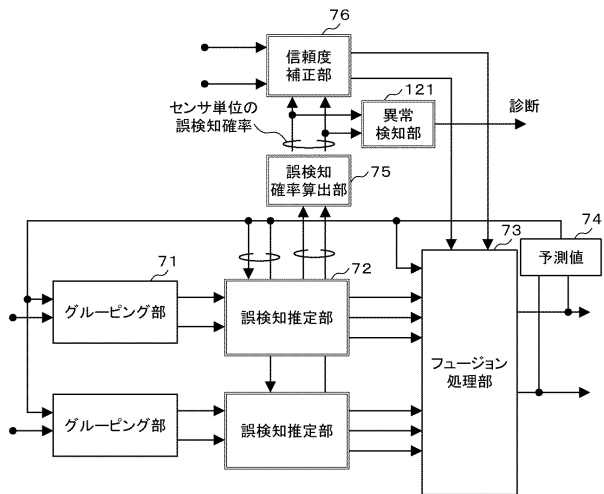 76
信頼度
補正部
121
センサ単位の
誤検知確率
異常
検知部
診断
誤検知
確率算出部
75
74
73
予測値
71
72
グルーピング部
誤検知推定部
フュージョン
処理部
グルーピング部
誤検知推定部